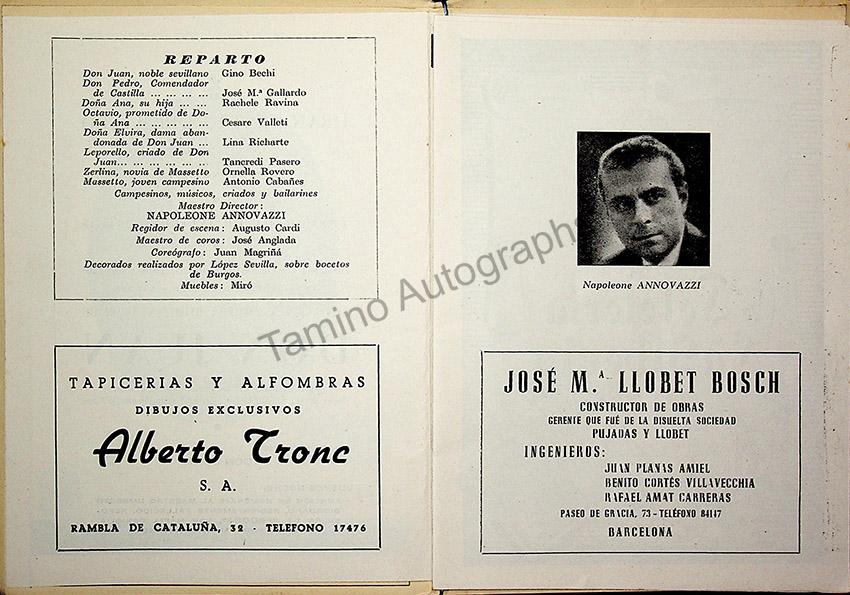 REPARTO
Don Juan, noble sevillano Gino Bechi
Don Pedro, Comendador
de Castilla ... ... ... ... José M.ª Gallardo
Doña Ana, su hija ... ... Rachele Ravina
Octavio, prometido de Do-
ña Ana ... ... ... ... ... Cesare Valleti
Doña Elvira, dama aban-
donada de Don Juan ... Lina Richarte
Leporello, criado de Don
Juan... ... ... ... ... ... Tancredi Pasero
Zerlina, novia de Massetto Ornella Rovero
Massetto, joven campesino Antonio Cabañes
Campesinos, músicos, criados y bailarines
Maestro Director:
NAPOLEONE ANNOVAZZI
Regidor de escena: Augusto Cardi
Maestro de coros: José Anglada
Coreógrafo: Juan Magriñá
Decorados realizados por López Sevilla, sobre bocetos
de Burgos.
Muebles: Miró
TAPICERIAS Y ALFOMBRAS
DIBUJOS EXCLUSIVOS
Alberto Tronc
S. A.
RAMBLA DE CATALUÑA, 32 - TELEFONO 17476
Napoleone ANNOVAZZI
JOSÉ M.ª LLOBET BOSCH
CONSTRUCTOR DE OBRAS
GERENTE QUE FUÉ DE LA DISUELTA SOCIEDAD
PUJADAS Y LLOBET
INGENIEROS:
JUAN PLANAS AMIEL
BENITO CORTÉS VILLAVECCHIA
RAFAEL AMAT CARRERAS
PASEO DE GRACIA, 73 - TELÉFONO 84147
BARCELONA
Tamino Autographs